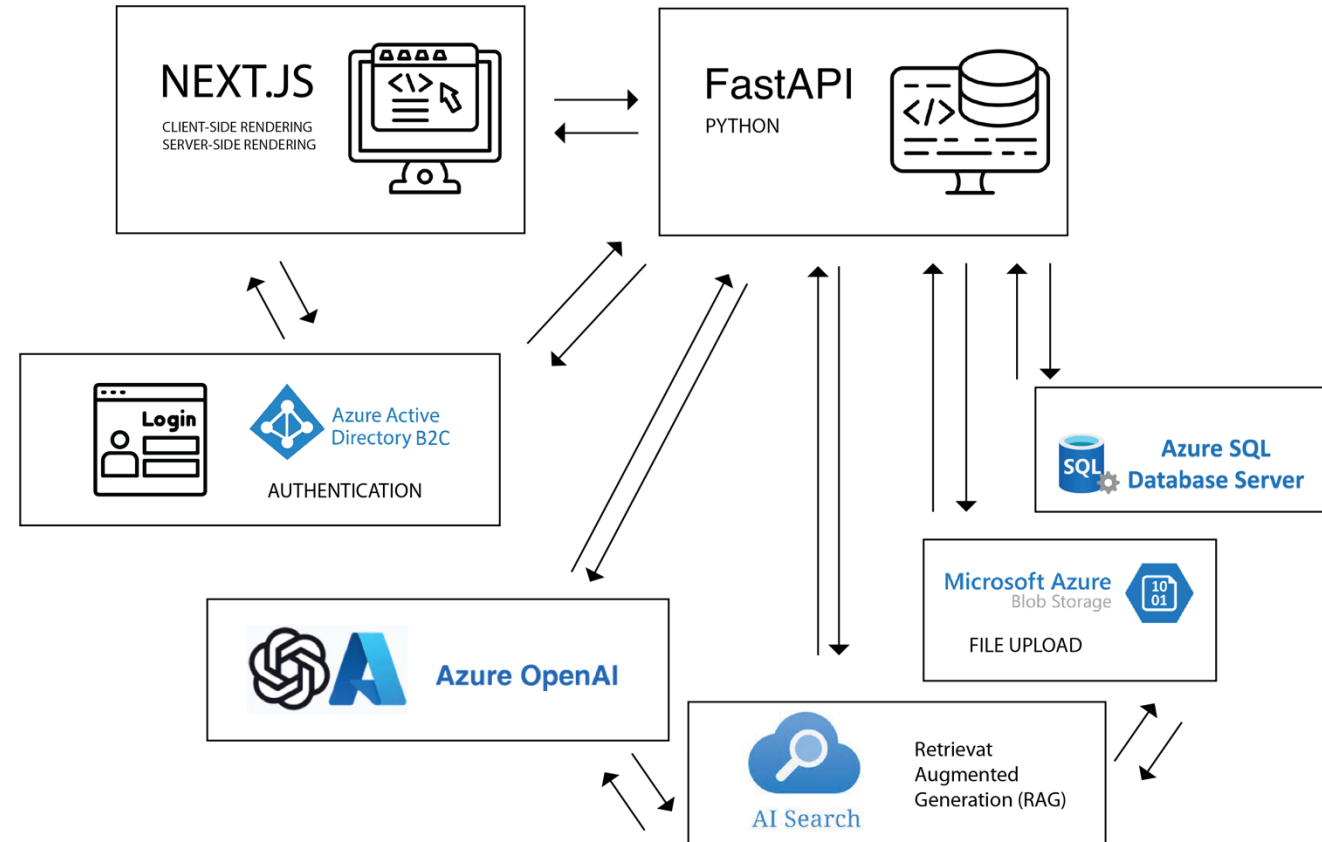 NEXT.JS
CLIENT-SIDE RENDERING
SERVER-SIDE RENDERING
</>
FastAPI
PYTHON
</>
Login
Azure Active
Directory B2C
AUTHENTICATION
SQL
Azure SQL
Database Server
Microsoft Azure
Blob Storage
10
01
FILE UPLOAD
Azure OpenAI
AI Search
Retrievat
Augmented
Generation (RAG)